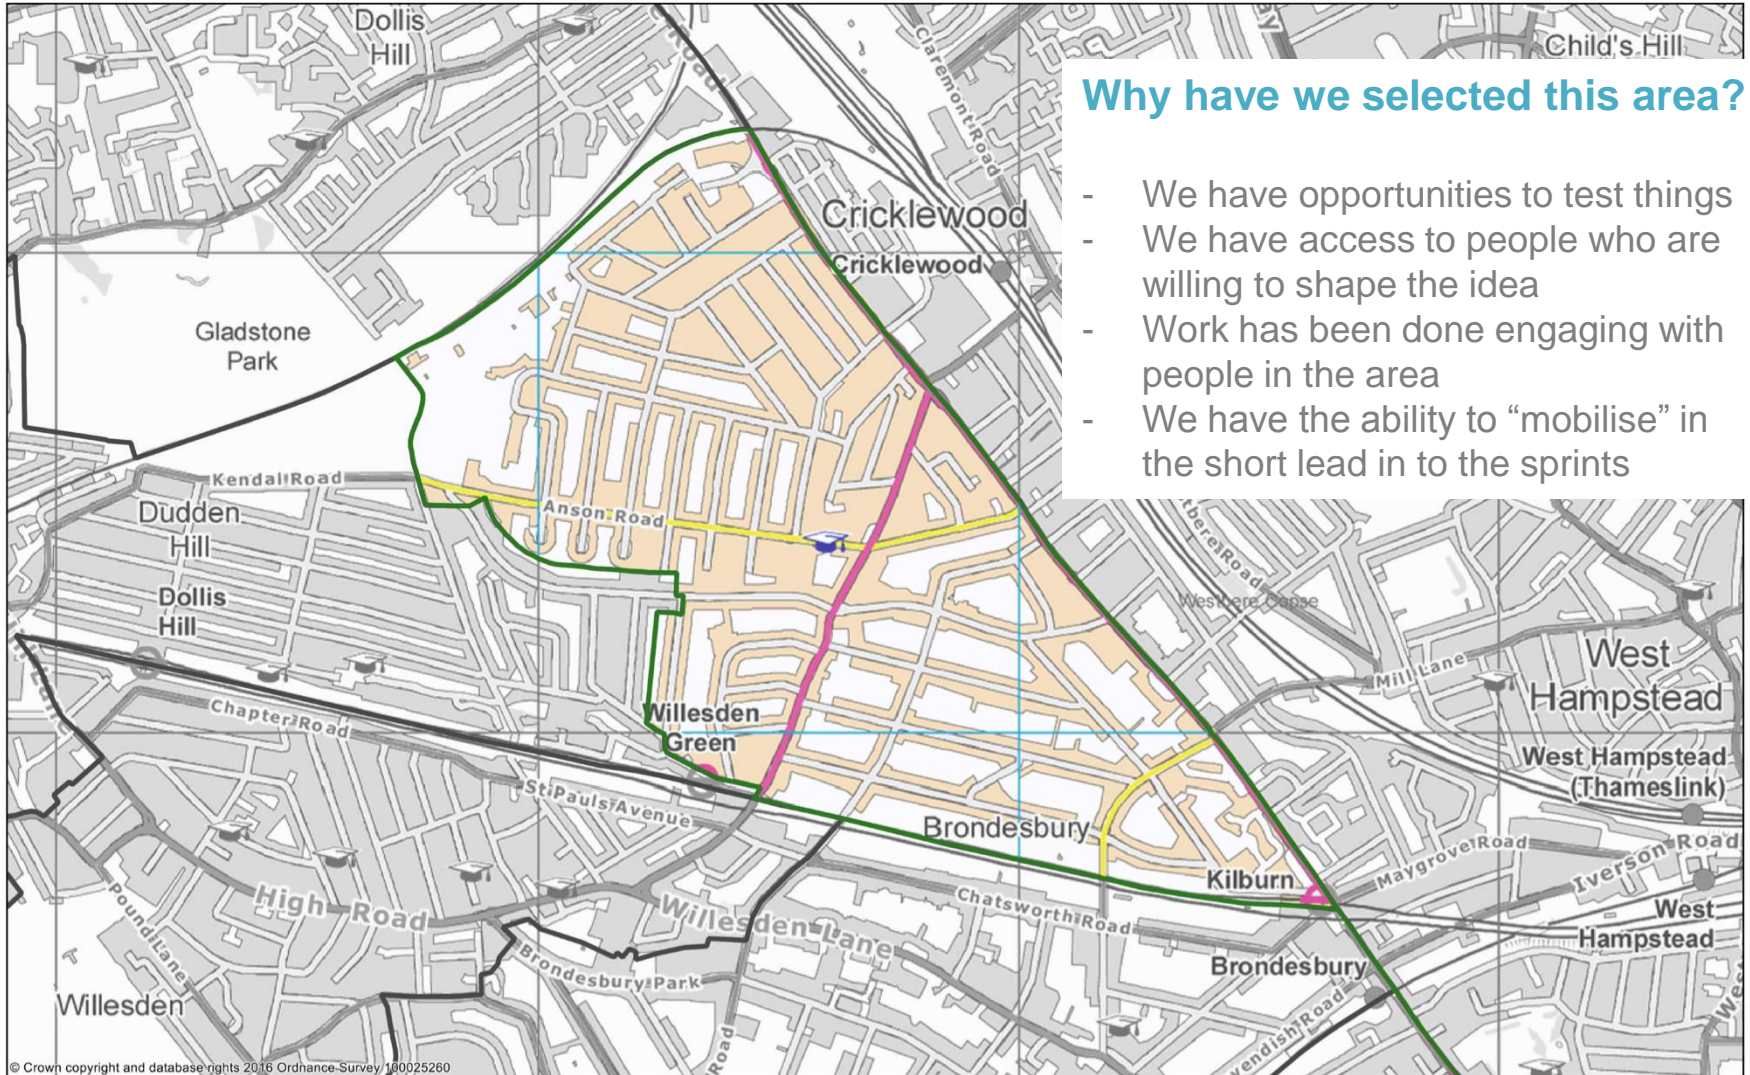 Dollis
Hill
Claremont Road
Child's Hill
Why have we selected this area?
- We have opportunities to test things
- We have access to people who are
willing to shape the idea
- Work has been done engaging with
people in the area
- We have the ability to “mobilise” in
the short lead in to the sprints
Cricklewood
Cricklewood
Gladstone
Park
Kendal Road
Dudden
Hill
Anson Road
Dollis
Hill
Westbere Copse
West
Hampstead
Mill Lane
Willesden
Green
Chapter Road
West Hampstead
(Thameslink)
St Pauls Avenue
Brondesbury
Maygrove Road
Iverson Road
Kilburn
High Road
Willesden Lane
Chatsworth Road
West
Hampstead
Pound Lane
Brondesbury Park
Brondesbury
Willesden
Road
© Crown copyright and database rights 2016 Ordnance Survey 100025260